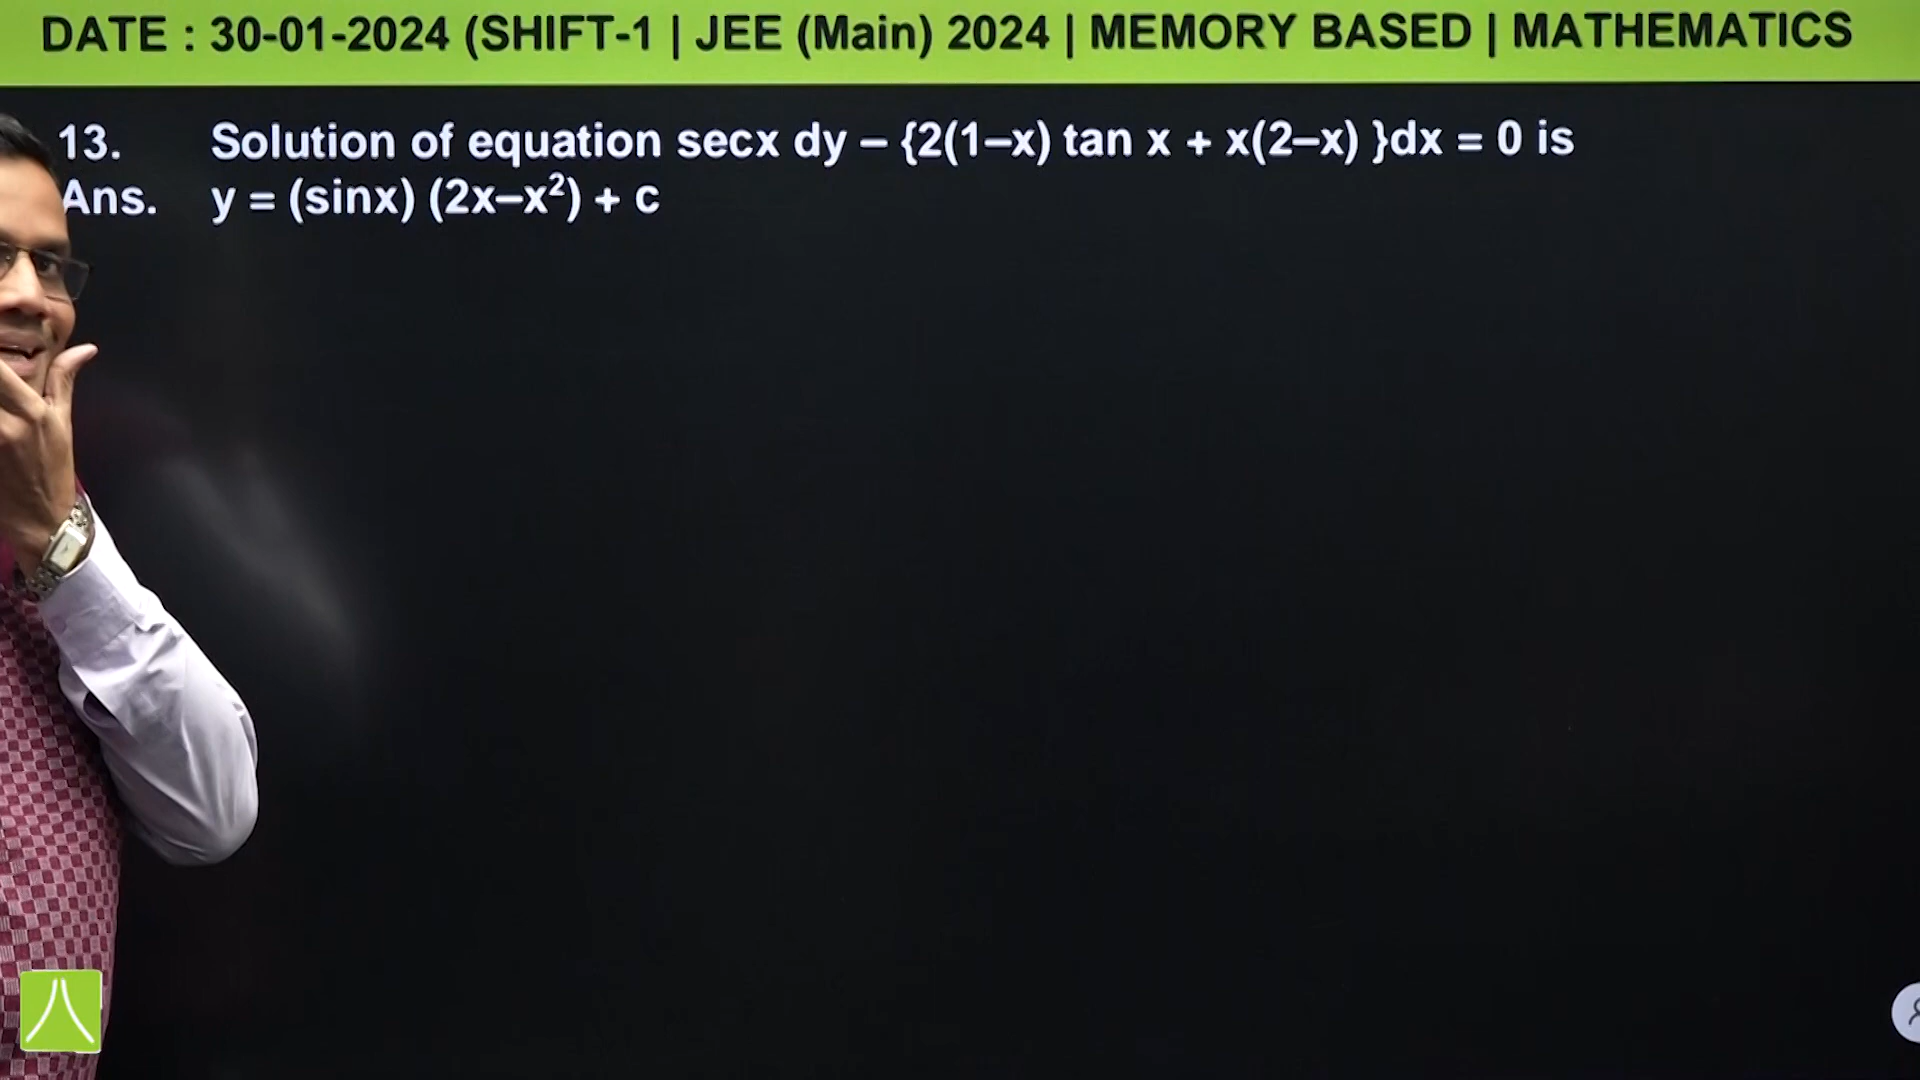 DATE : 30-01-2024 (SHIFT-1 | JEE (Main) 2024 | MEMORY BASED | MATHEMATICS
13. Solution of equation secx dy – {2(1–x) tan x + x(2–x) }dx = 0 is
Ans. y = (sinx) (2x–x²) + c